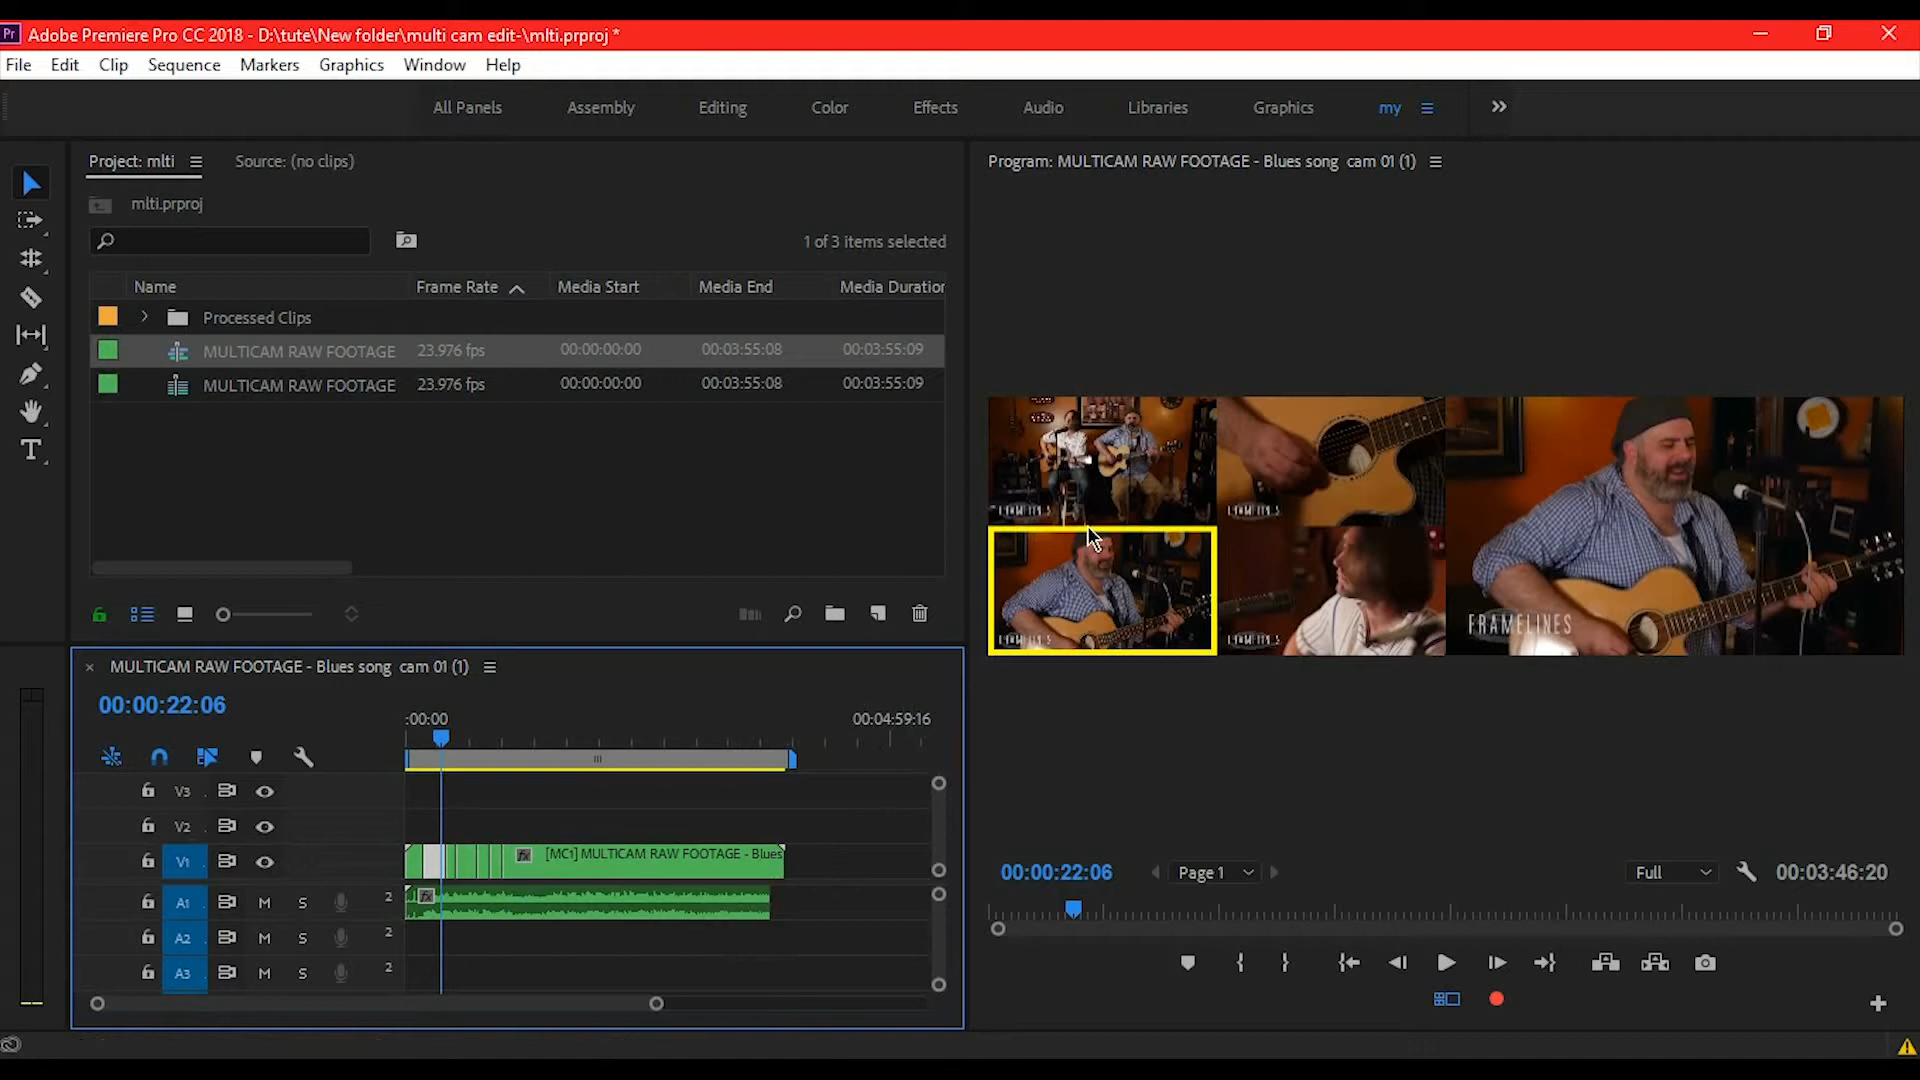 Pr Adobe Premiere Pro CC 2018 - D:\tute\New folder\multi cam edit-\mlti.prproj *
File Edit Clip Sequence Markers Graphics Window Help
All Panels Assembly Editing Color Effects Audio Libraries Graphics my
Project: mlti Source: (no clips)
Program: MULTICAM RAW FOOTAGE - Blues song cam 01 (1)
mlti.prproj
1 of 3 items selected
Name Frame Rate Media Start Media End Media Duration
Processed Clips
MULTICAM RAW FOOTAGE 23.976 fps 00:00:00:00 00:03:55:08 00:03:55:09
MULTICAM RAW FOOTAGE 23.976 fps 00:00:00:00 00:03:55:08 00:03:55:09
FRAMELINES
MULTICAM RAW FOOTAGE - Blues song cam 01 (1)
00:00:22:06
:00:00 00:04:59:16
V3
V2
V1
fx [MC1] MULTICAM RAW FOOTAGE - Blues
A1 M S 2
fx
A2 M S 2
A3 M S 2
00:00:22:06 Page 1 Full 00:03:46:20